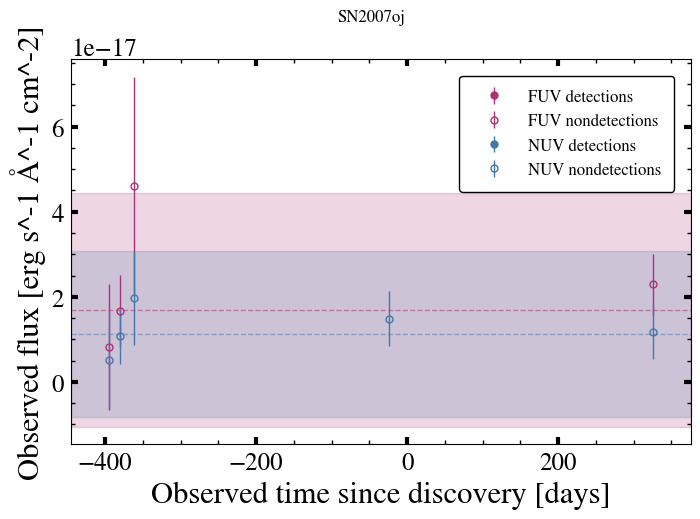 SN2007oj
1e−17
Observed flux [erg s^-1 Å^-1 cm^-2]
6
4
2
0
FUV detections
FUV nondetections
NUV detections
NUV nondetections
−400
−200
0
200
Observed time since discovery [days]